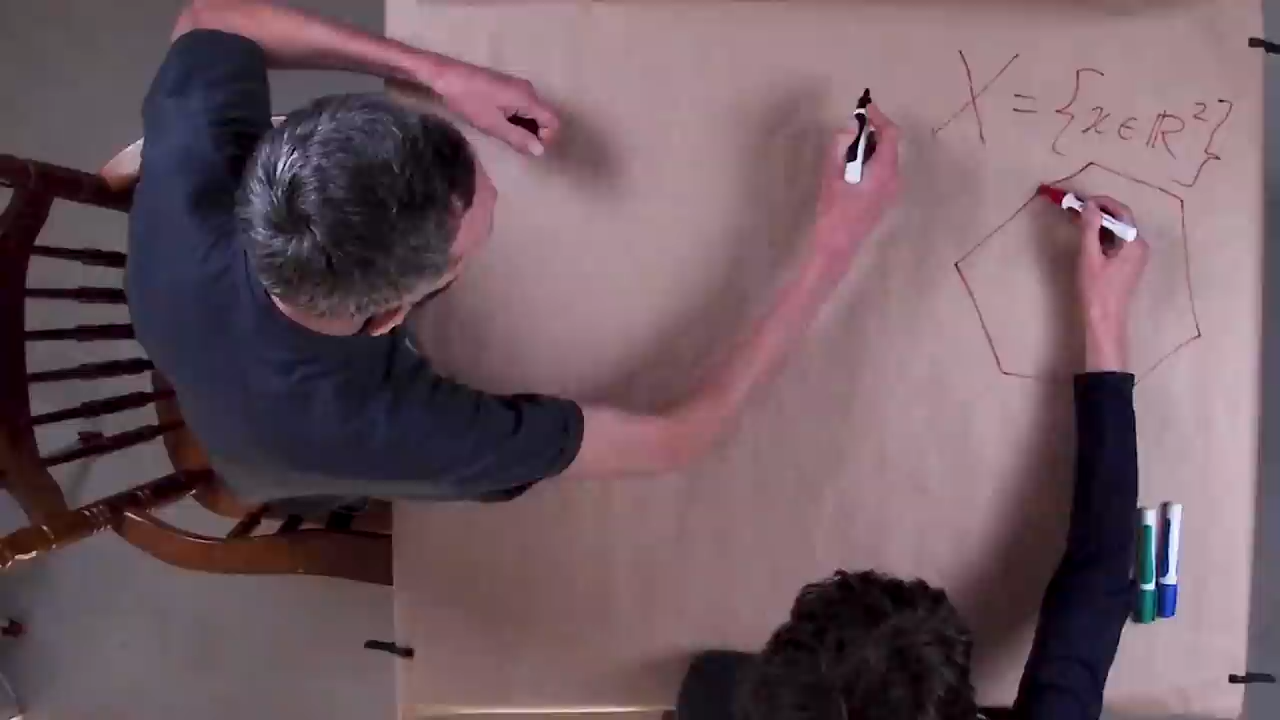 X = {x ∈ ℝ²}